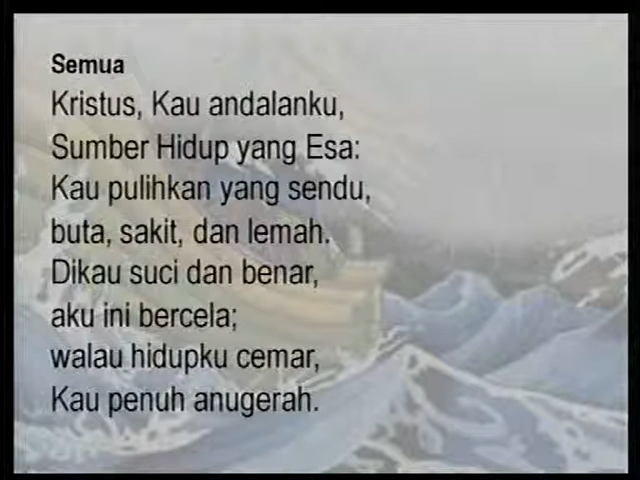 Semua
Kristus, Kau andalanku,
Sumber Hidup yang Esa:
Kau pulihkan yang sendu,
buta, sakit, dan lemah.
Dikau suci dan benar,
aku ini bercela;
walau hidupku cemar,
Kau penuh anugerah.